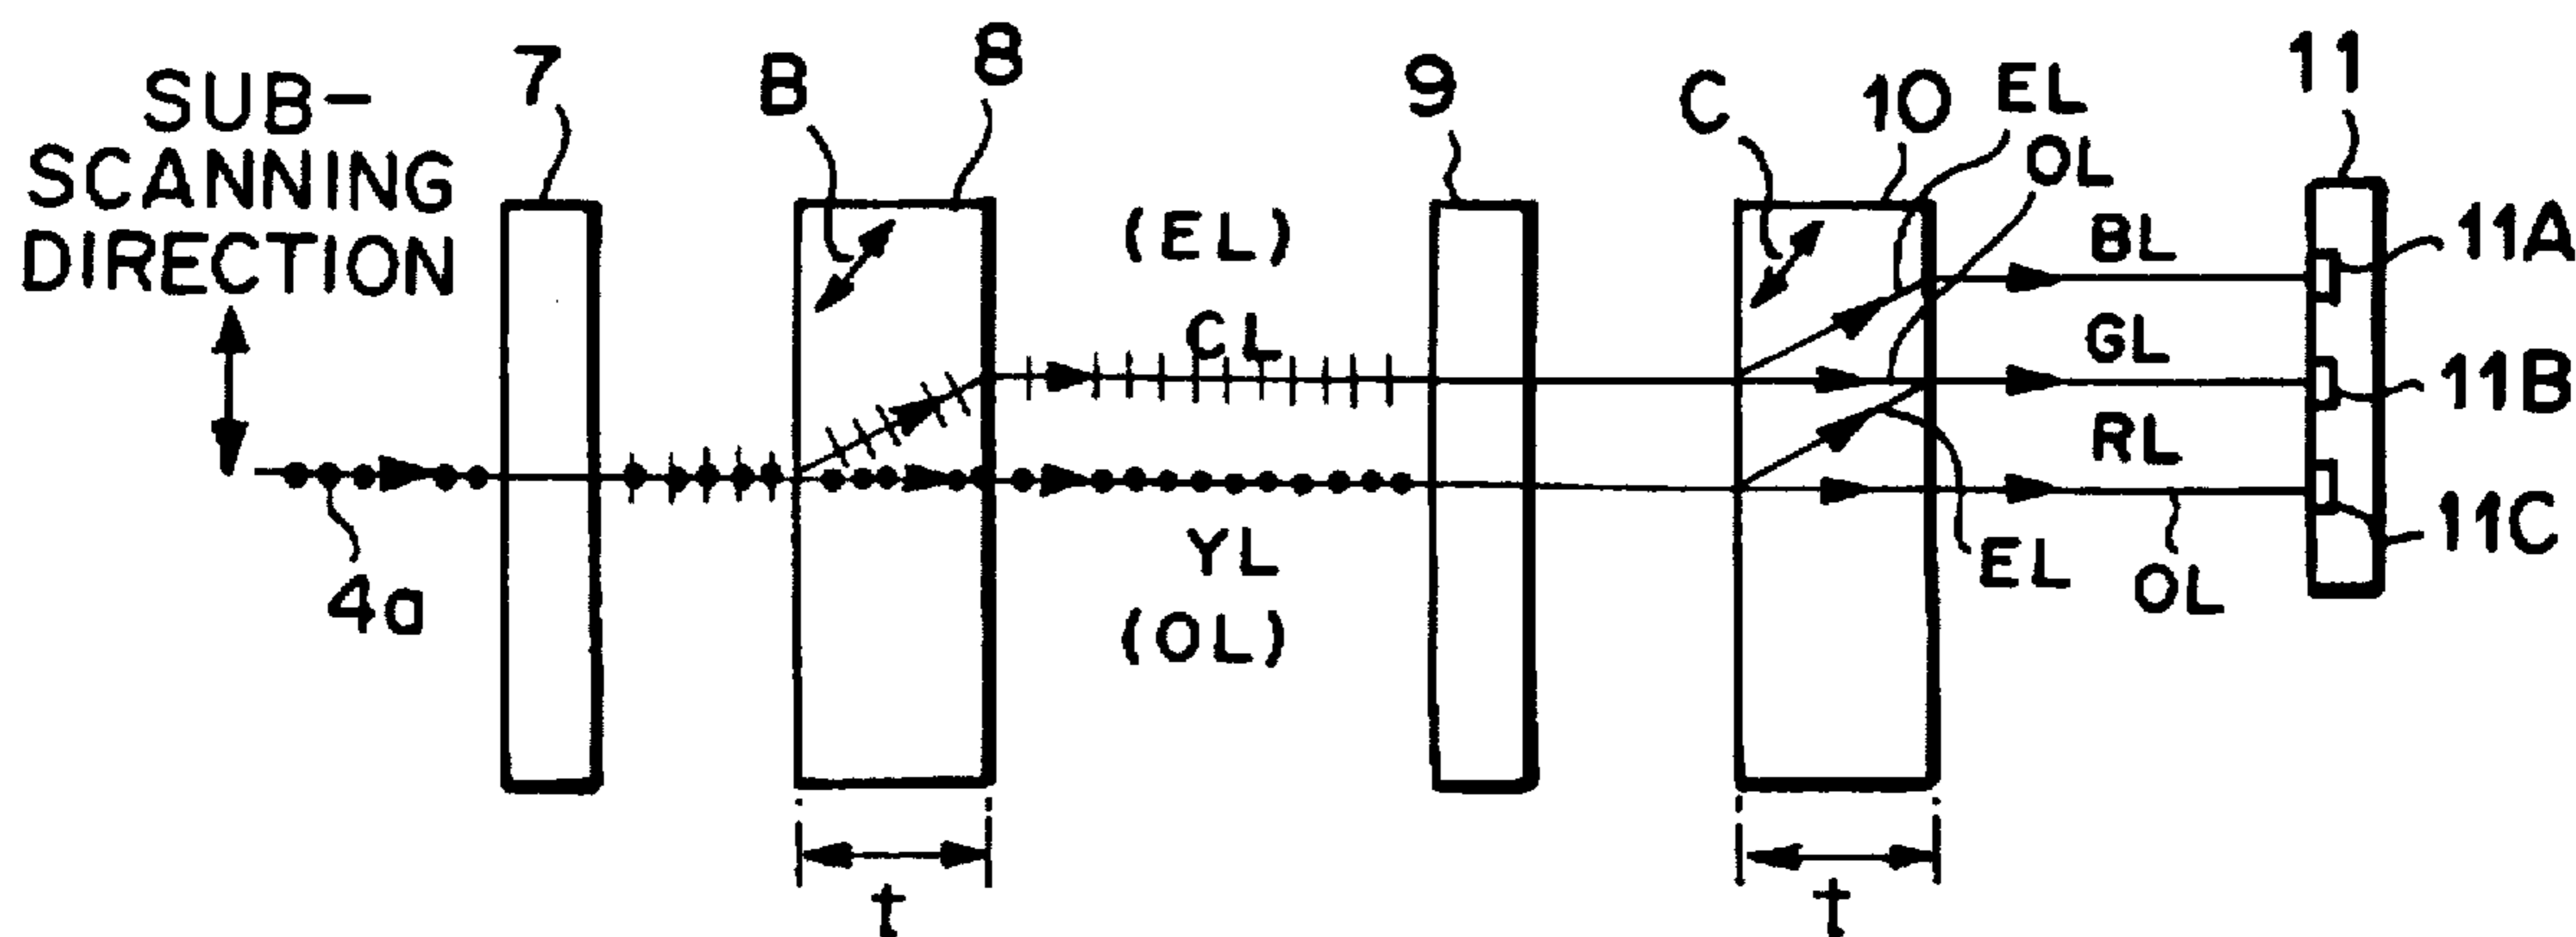 SUB-
SCANNING
DIRECTION
7
B
8
9
C
10
EL
OL
11
(EL)
CL
YL
(OL)
BL
GL
RL
EL
OL
11A
11B
11C
4a
t
t